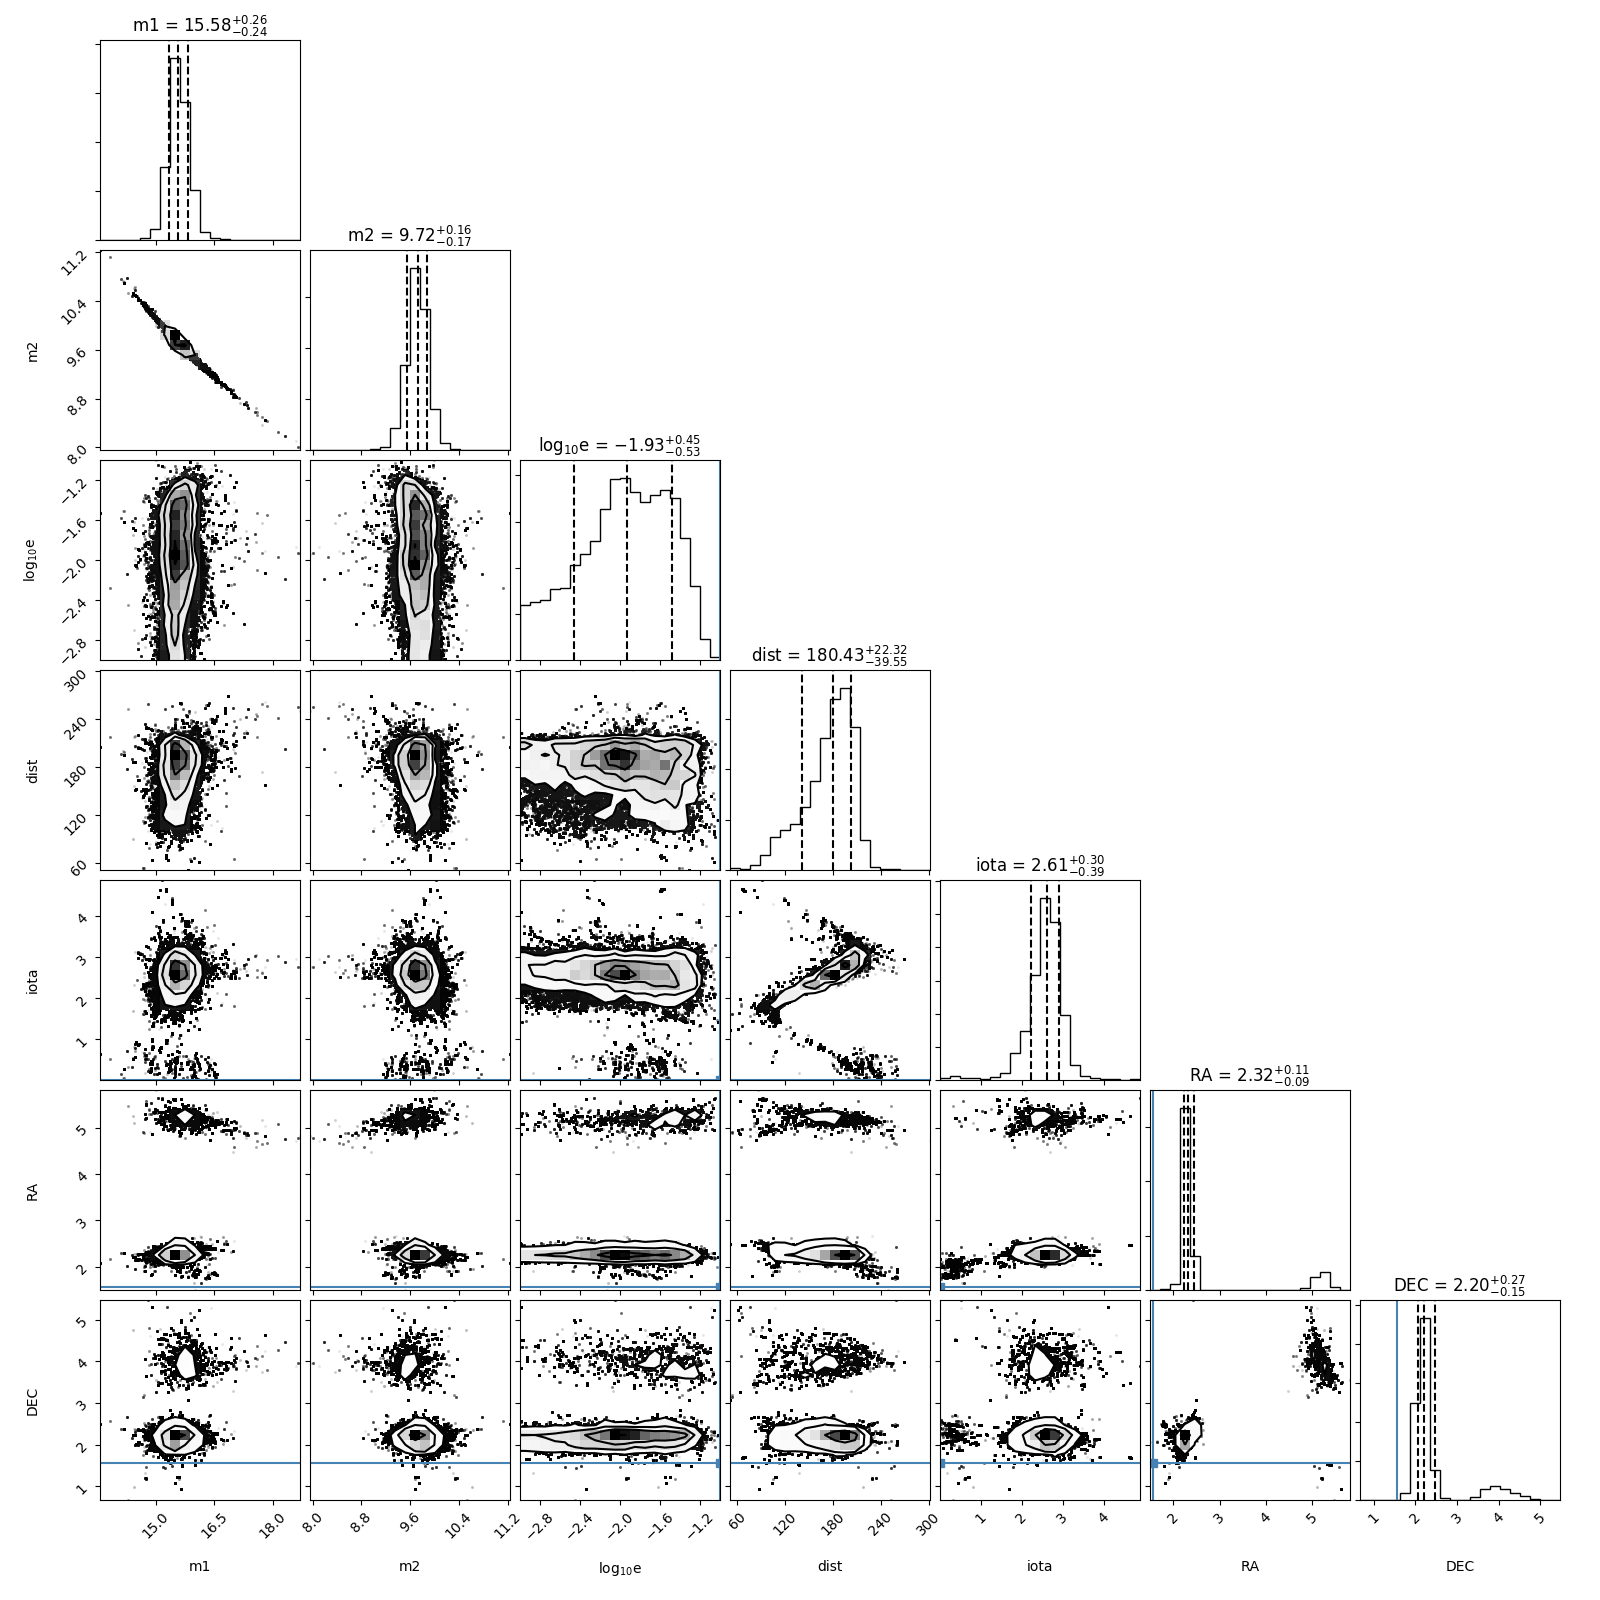 m1 = 15.58+0.26−0.24
m2 = 9.72+0.16−0.17
11.2
10.4
9.6
8.8
8.0
m2
log10e = −1.93+0.45−0.53
−1.2
−1.6
−2.0
−2.4
−2.8
log10e
dist = 180.43+22.32−39.55
300
240
180
120
60
dist
iota = 2.61+0.30−0.39
4
3
2
1
iota
RA = 2.32+0.11−0.09
5
4
3
2
RA
DEC = 2.20+0.27−0.15
5
4
3
2
1
DEC
15.0 16.5 18.0 8.0 8.8 9.6 10.4 11.2 −2.8 −2.4 −2.0 −1.6 −1.2 60 120 180 240 300 1 2 3 4 2 3 4 5 1 2 3 4 5
m1 m2 log10e dist iota RA DEC